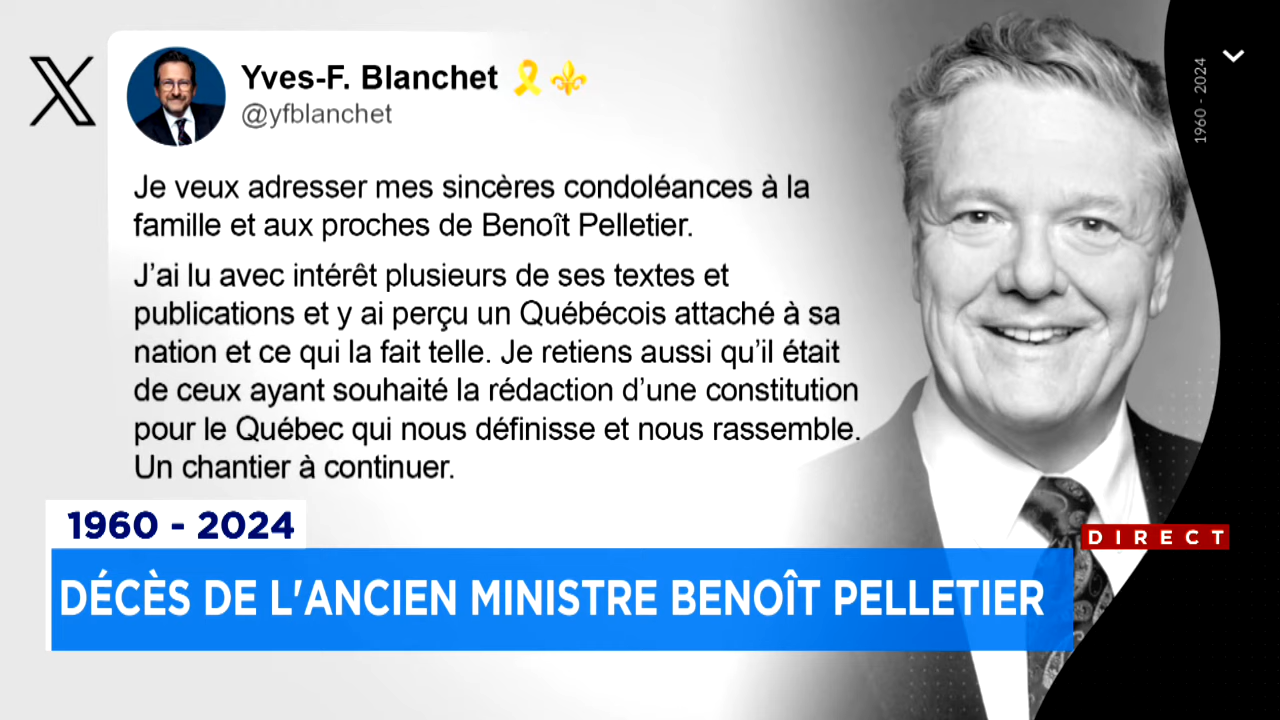 Yves-F. Blanchet
@yfblanchet
Je veux adresser mes sincères condoléances à la
famille et aux proches de Benoît Pelletier.
J'ai lu avec intérêt plusieurs de ses textes et
publications et y ai perçu un Québécois attaché à sa
nation et ce qui la fait telle. Je retiens aussi qu'il était
de ceux ayant souhaité la rédaction d'une constitution
pour le Québec qui nous définisse et nous rassemble.
Un chantier à continuer.
1960 - 2024
1960 - 2024
DIRECT
DÉCÈS DE L'ANCIEN MINISTRE BENOÎT PELLETIER